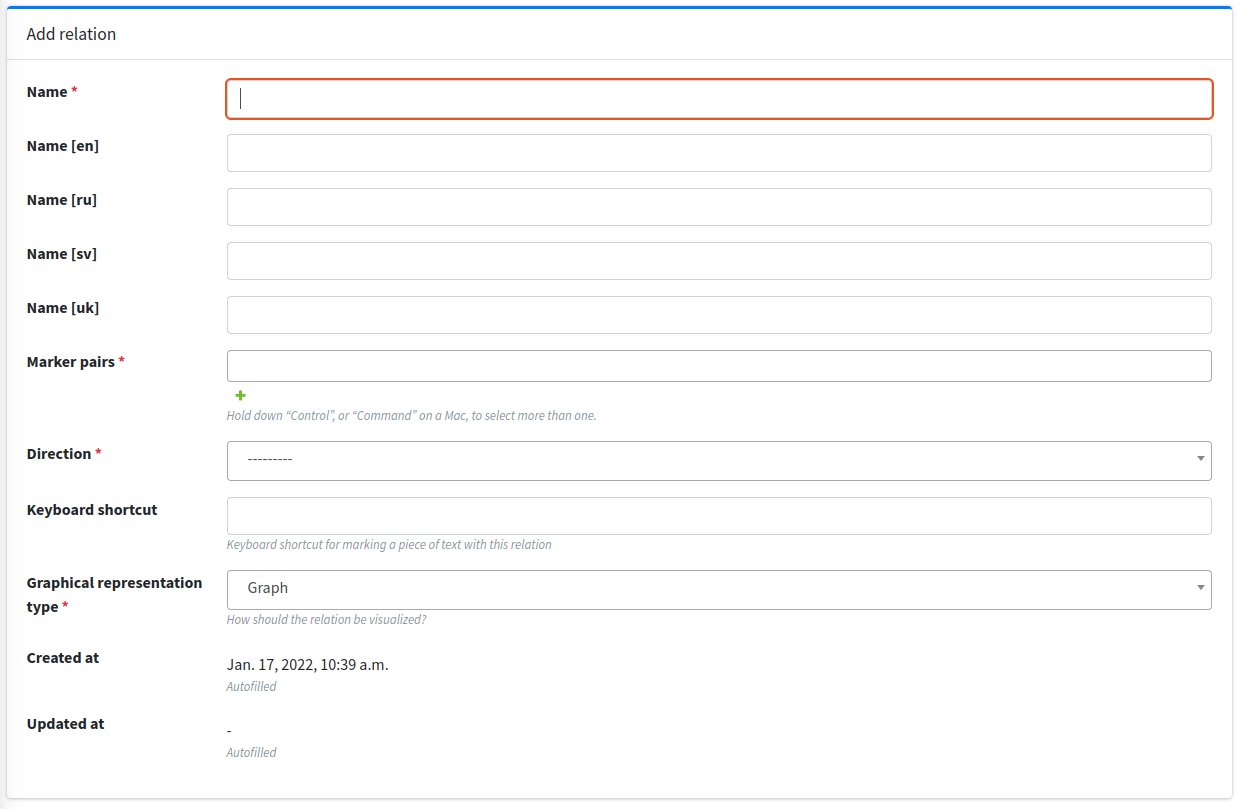 Add relation
Name *
Name [en]
Name [ru]
Name [sv]
Name [uk]
Marker pairs *
Hold down “Control”, or “Command” on a Mac, to select more than one.
Direction *
---------
Keyboard shortcut
Keyboard shortcut for marking a piece of text with this relation
Graphical representation
type *
Graph
How should the relation be visualized?
Created at
Jan. 17, 2022, 10:39 a.m.
Autofilled
Updated at
-
Autofilled